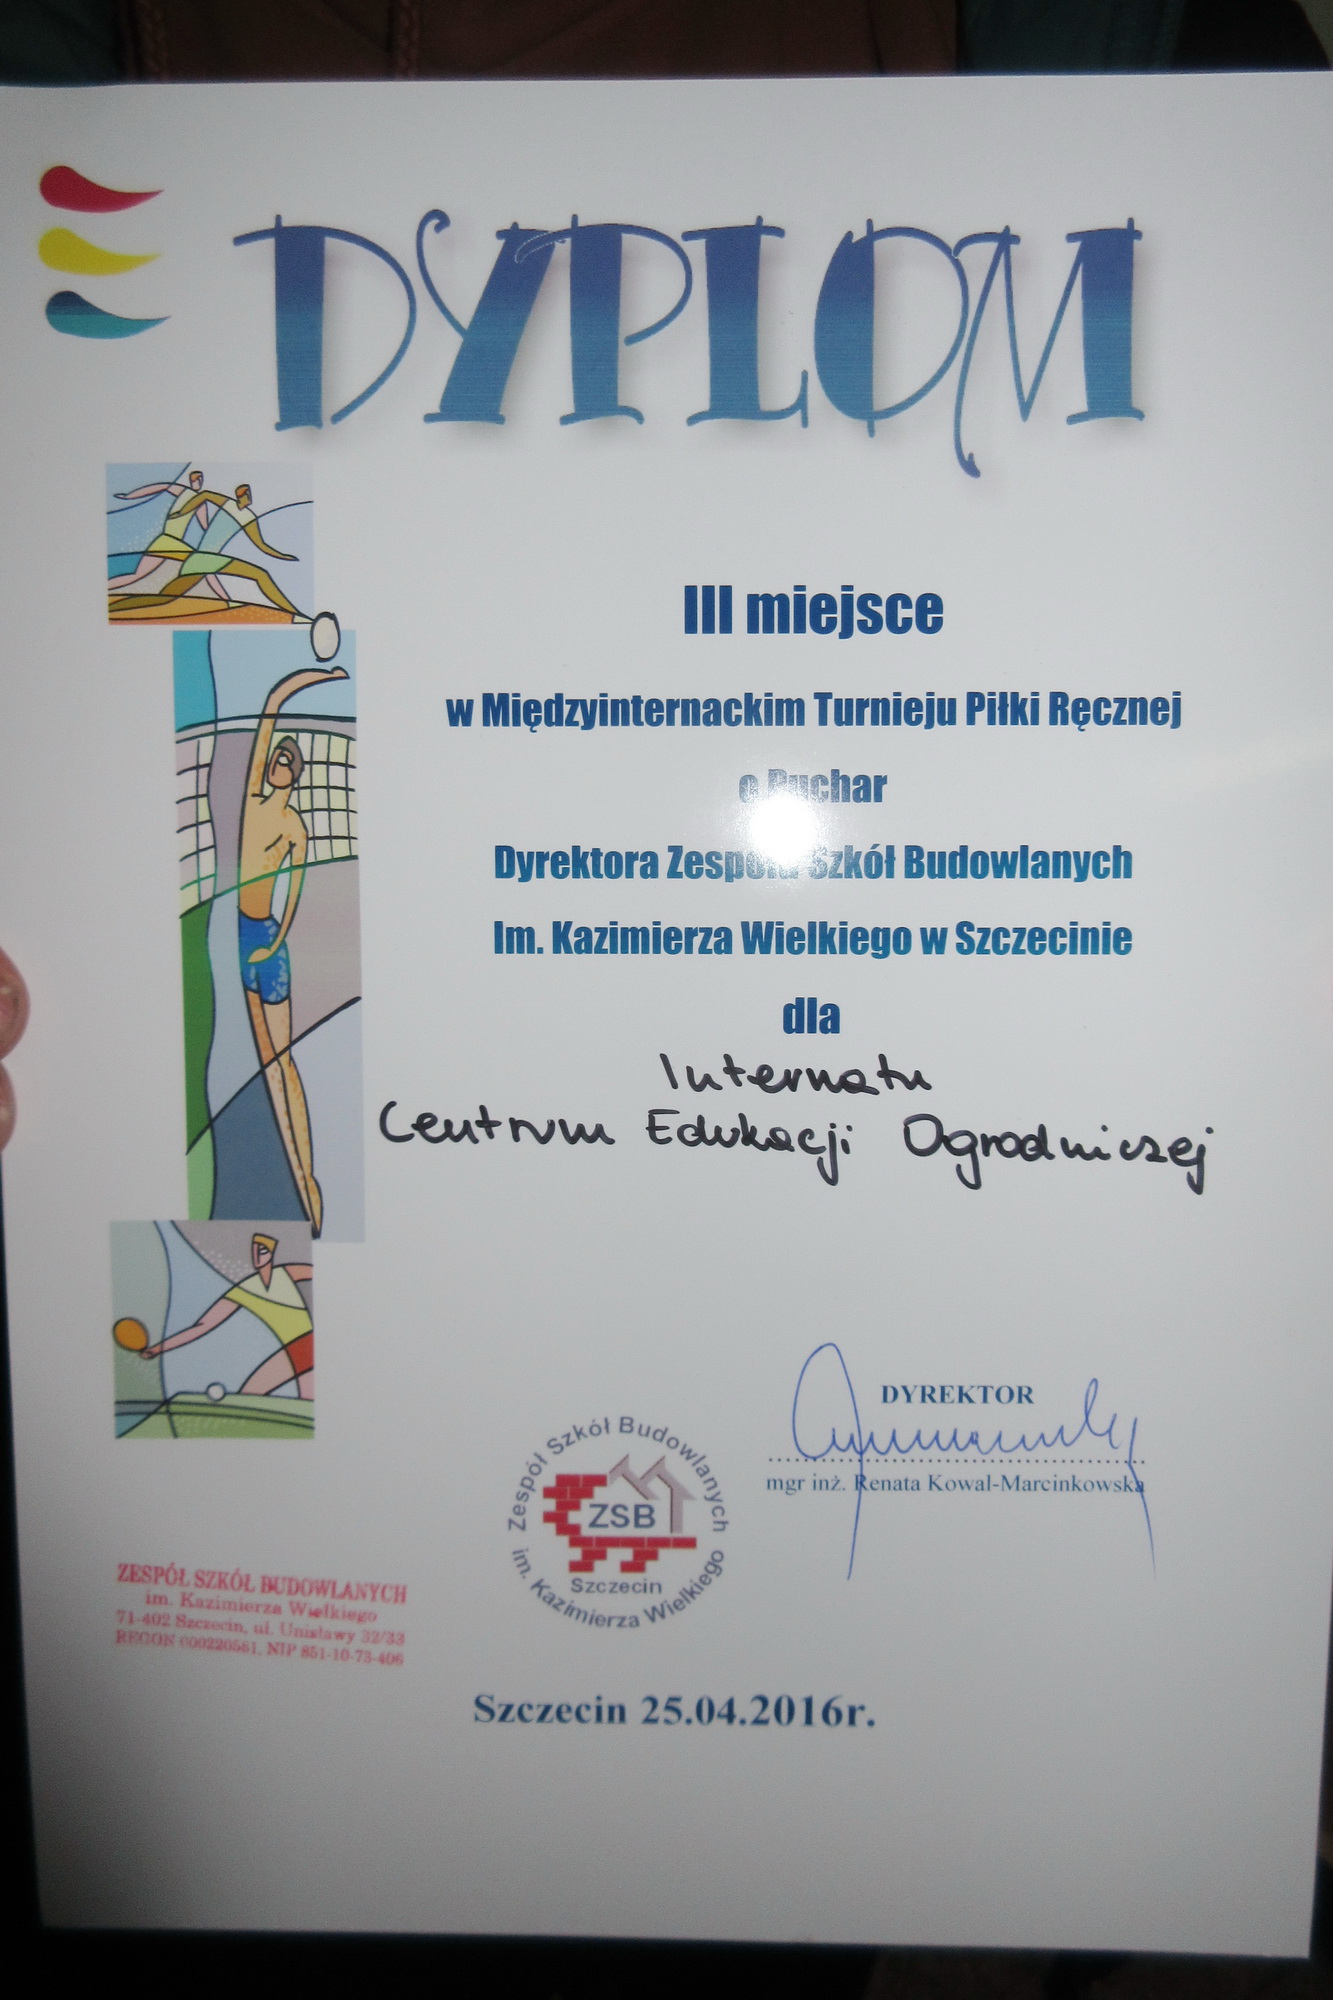 DYPLOM
III miejsce
w Międzyinternackim Turnieju Piłki Ręcznej
o Puchar
Dyrektora Zespołu Szkół Budowlanych
Im. Kazimierza Wielkiego w Szczecinie
dla
Internatu
Centrum Edukacji Ogrodniczej
DYREKTOR
mgr inż. Renata Kowal-Marcinkowska
Zespół Szkół Budowlanych
ZSB
Szczecin
im. Kazimierza Wielkiego
ZESPÓŁ SZKÓŁ BUDOWLANYCH
im. Kazimierza Wielkiego
71-402 Szczecin, ul. Unisławy 32/33
REGON 000220561, NIP 851-10-73-406
Szczecin 25.04.2016r.